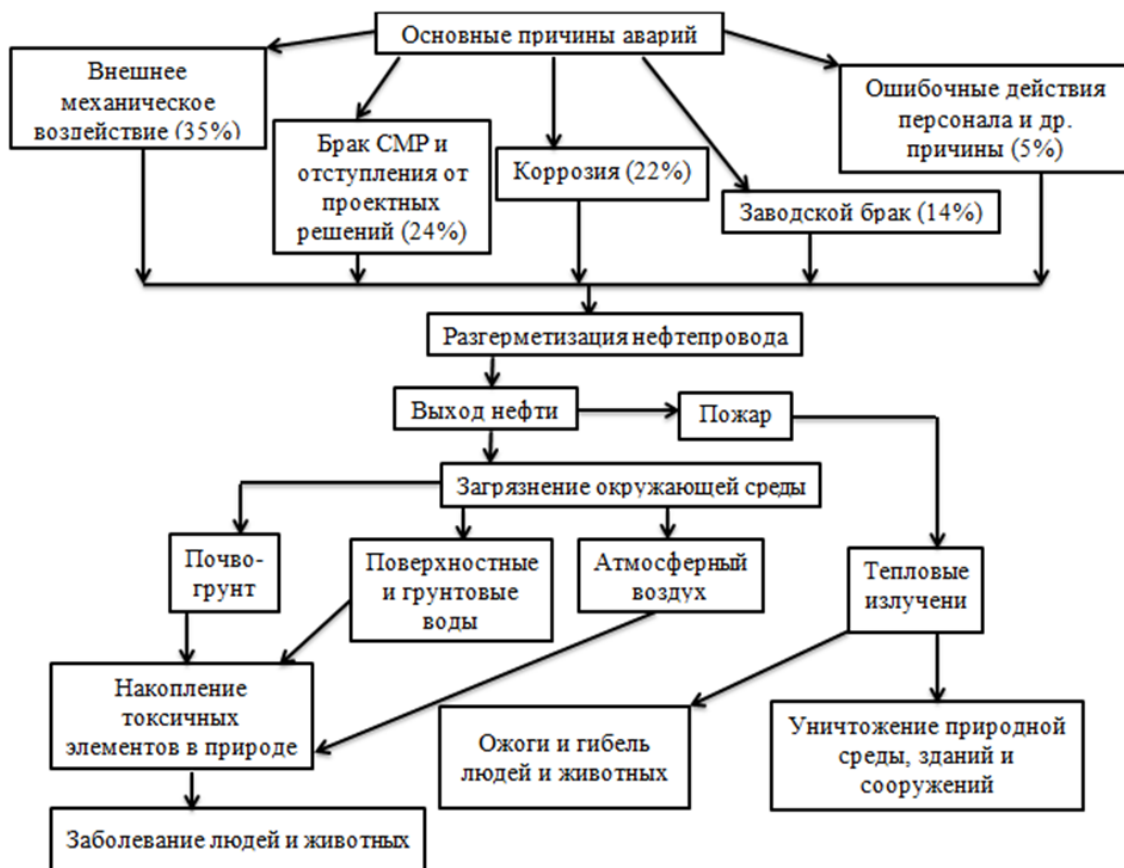 Основные причины аварий
Внешнее
механическое
воздействие (35%)
Брак СМР и
отступления от
проектных
решений (24%)
Коррозия (22%)
Заводской брак (14%)
Ошибочные действия
персонала и др.
причины (5%)
Разгерметизация нефтепровода
Выход нефти
Пожар
Загрязнение окружающей среды
Почво-
грунт
Поверхностные
и грунтовые
воды
Атмосферный
воздух
Тепловые
излучени
Накопление
токсичных
элементов в природе
Ожоги и гибель
людей и животных
Уничтожение природной
среды, зданий и
сооружений
Заболевание людей и животных